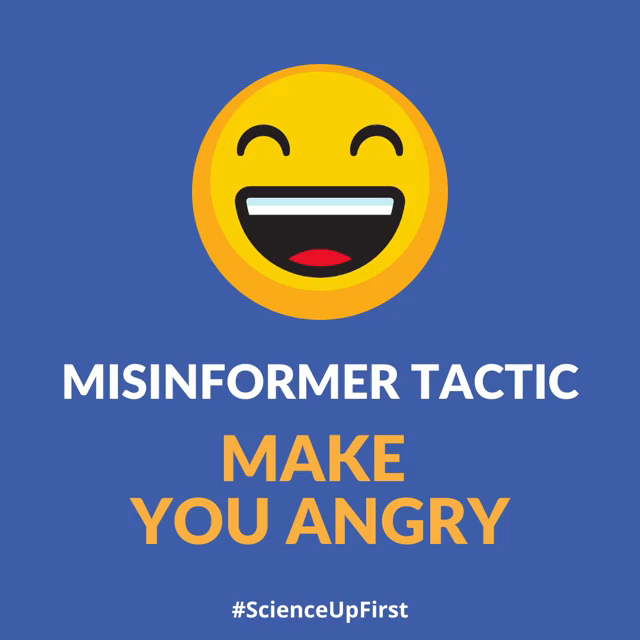 MISINFORMER TACTIC
MAKE
YOU ANGRY
#ScienceUpFirst